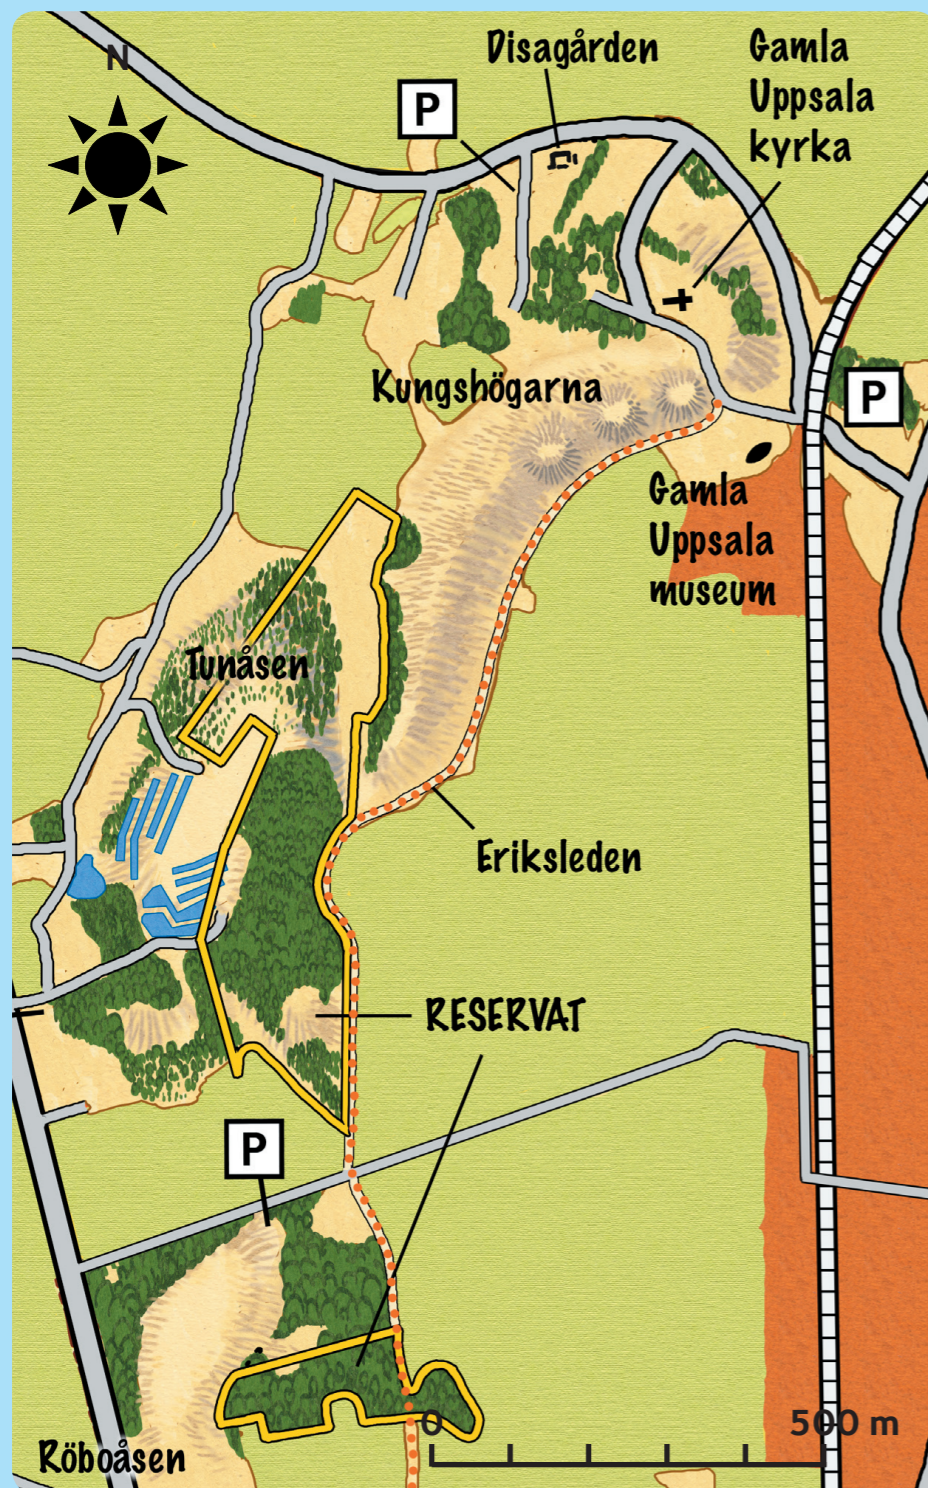 N
Disagården
Gamla
Uppsala
kyrka
P
Kungshögarna
P
Gamla
Uppsala
museum
Tunåsen
Eriksleden
RESERVAT
P
0 500 m
Röboåsen